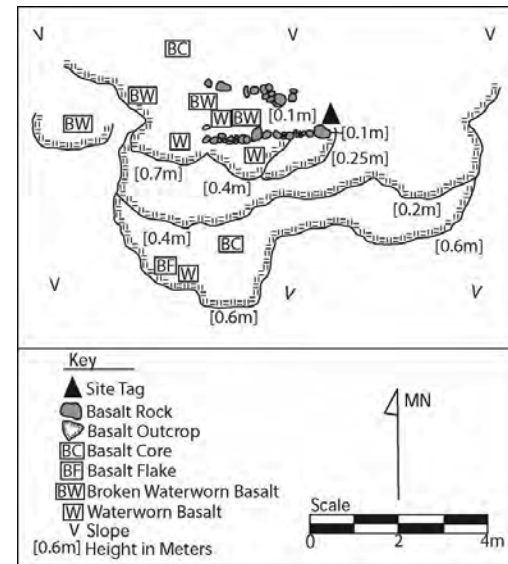 V V V
BC
BW
BW
[0.1m]
BW
W BW
[0.1m]
W
W
[0.25m]
[0.7m]
[0.4m]
[0.2m]
[0.4m]
BC
[0.6m]
BF
W
V V V
[0.6m]
Key
Site Tag
Basalt Rock
Basalt Outcrop
BC Basalt Core
BF Basalt Flake
BW Broken Waterworn Basalt
W Waterworn Basalt
V Slope
[0.6m] Height in Meters
MN
Scale
0 2 4m